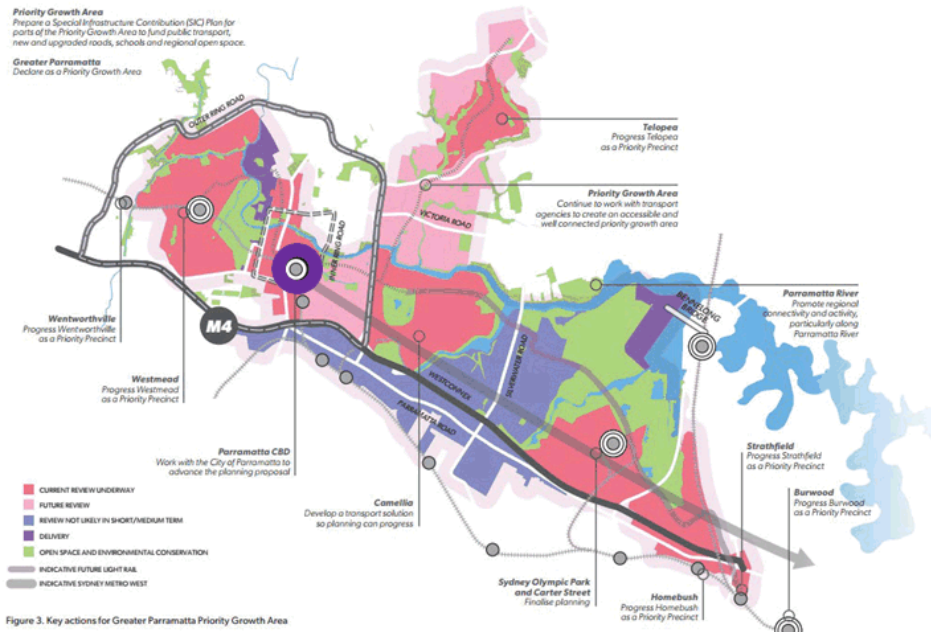 Priority Growth Area
Prepare a Special Infrastructure Contribution (SIC) Plan for
parts of the Priority Growth Area to fund public transport,
new and upgraded roads, schools and regional open space.
Greater Parramatta
Declare as a Priority Growth Area
OUTER RING ROAD
Telopea
Progress Telopea
as a Priority Precinct
Priority Growth Area
Continue to work with transport
agencies to create an accessible and
well connected priority growth area
VICTORIA ROAD
INNER RING ROAD
Parramatta River
Promote regional
connectivity and activity,
particularly along
Parramatta River
BENNELONG
BRIDGE
M4
Wentworthville
Progress Wentworthville
as a Priority Precinct
Westmead
Progress Westmead
as a Priority Precinct
WESTCONNEX
SILVERWATER ROAD
PARRAMATTA ROAD
Parramatta CBD
Work with the City of Parramatta to
advance the planning proposal
Camellia
Develop a transport solution
so planning can progress
Strathfield
Progress Strathfield
as a Priority Precinct
Burwood
Progress Burwood
as a Priority Precinct
Sydney Olympic Park
and Carter Street
Finalise planning
Homebush
Progress Homebush
as a Priority Precinct
CURRENT REVIEW UNDERWAY
FUTURE REVIEW
REVIEW NOT LIKELY IN SHORT/MEDIUM TERM
DELIVERY
OPEN SPACE AND ENVIRONMENTAL CONSERVATION
INDICATIVE FUTURE LIGHT RAIL
INDICATIVE SYDNEY METRO WEST
Figure 3. Key actions for Greater Parramatta Priority Growth Area